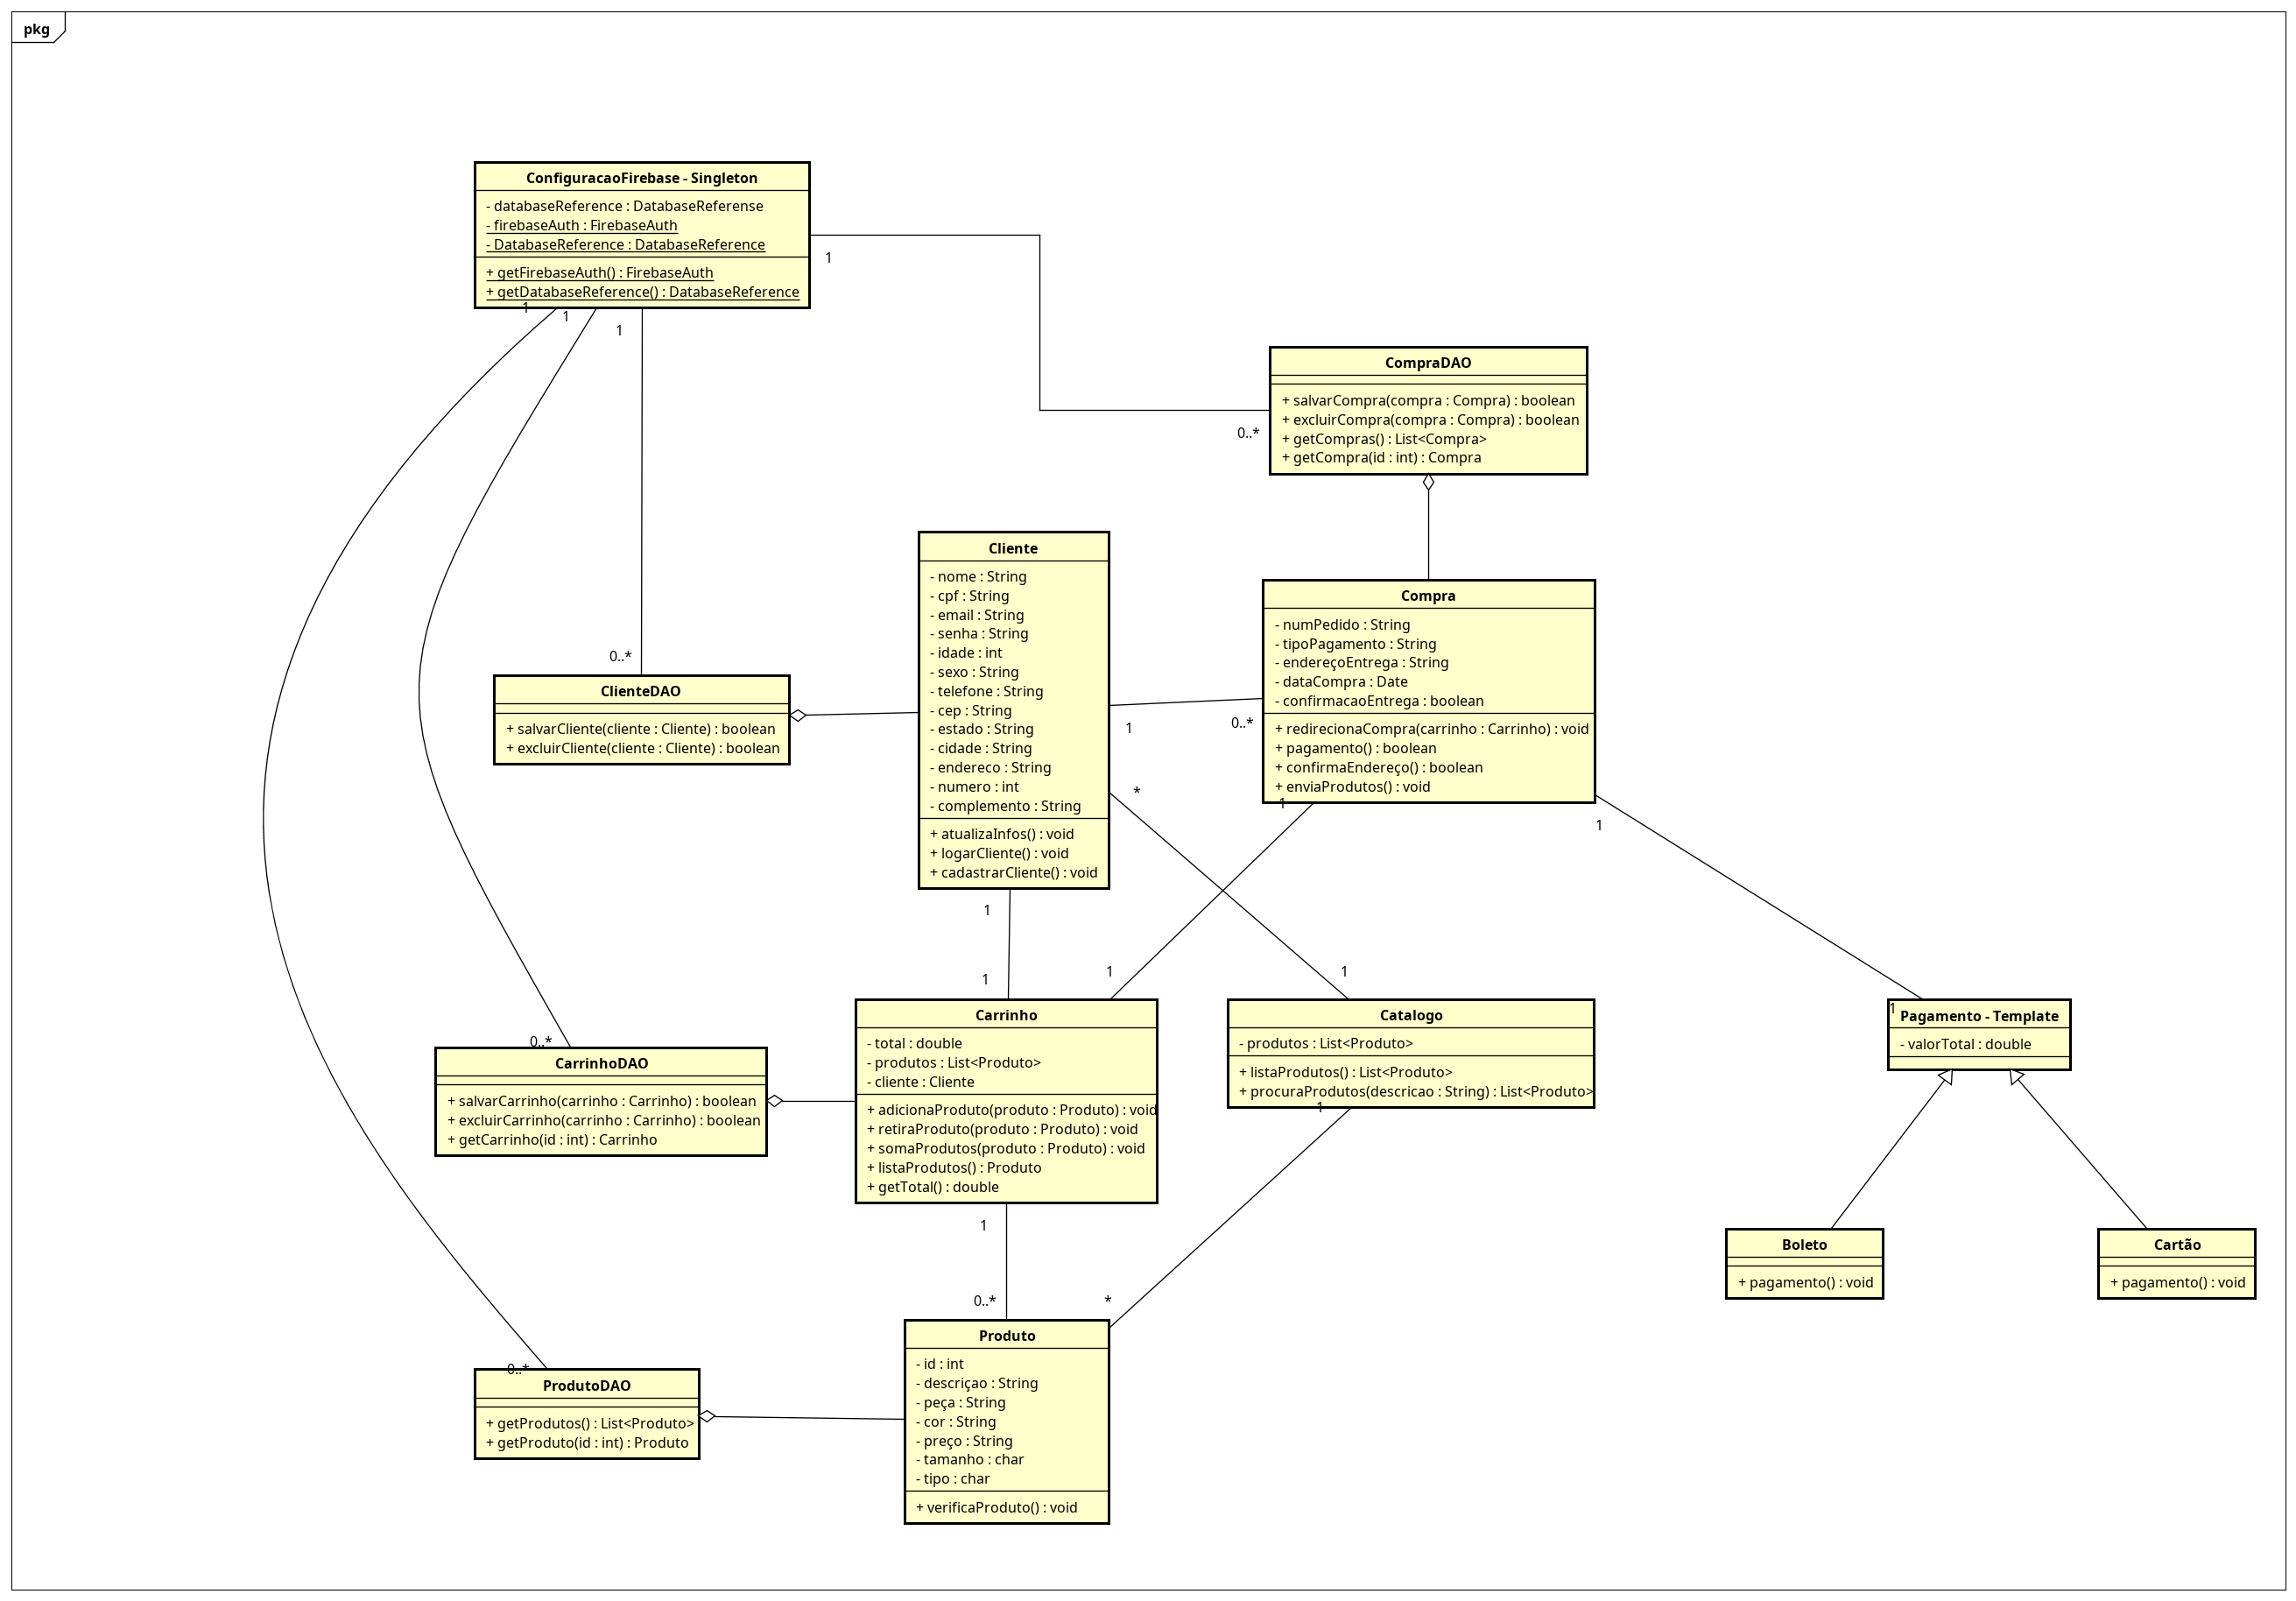 pkg
ConfiguracaoFirebase - Singleton
- databaseReference : DatabaseReferense
- firebaseAuth : FirebaseAuth
- DatabaseReference : DatabaseReference
+ getFirebaseAuth() : FirebaseAuth
+ getDatabaseReference() : DatabaseReference
1
1
1
1
CompraDAO
+ salvarCompra(compra : Compra) : boolean
+ excluirCompra(compra : Compra) : boolean
+ getCompras() : List<Compra>
+ getCompra(id : int) : Compra
0..*
Cliente
- nome : String
- cpf : String
- email : String
- senha : String
- idade : int
- sexo : String
- telefone : String
- cep : String
- estado : String
- cidade : String
- endereco : String
- numero : int
- complemento : String
+ atualizaInfos() : void
+ logarCliente() : void
+ cadastrarCliente() : void
1
*
1
Compra
- numPedido : String
- tipoPagamento : String
- endereçoEntrega : String
- dataCompra : Date
- confirmacaoEntrega : boolean
+ redirecionaCompra(carrinho : Carrinho) : void
+ pagamento() : boolean
+ confirmaEndereço() : boolean
+ enviaProdutos() : void
0..*
1
1
0..*
ClienteDAO
+ salvarCliente(cliente : Cliente) : boolean
+ excluirCliente(cliente : Cliente) : boolean
0..*
CarrinhoDAO
+ salvarCarrinho(carrinho : Carrinho) : boolean
+ excluirCarrinho(carrinho : Carrinho) : boolean
+ getCarrinho(id : int) : Carrinho
1
1
Carrinho
- total : double
- produtos : List<Produto>
- cliente : Cliente
+ adicionaProduto(produto : Produto) : void
+ retiraProduto(produto : Produto) : void
+ somaProdutos(produto : Produto) : void
+ listaProdutos() : Produto
+ getTotal() : double
1
1
Catalogo
- produtos : List<Produto>
+ listaProdutos() : List<Produto>
+ procuraProdutos(descricao : String) : List<Produto>
1
1
Pagamento - Template
- valorTotal : double
Boleto
+ pagamento() : void
Cartão
+ pagamento() : void
0..*
ProdutoDAO
+ getProdutos() : List<Produto>
+ getProduto(id : int) : Produto
0..*
*
Produto
- id : int
- descriçao : String
- peça : String
- cor : String
- preço : String
- tamanho : char
- tipo : char
+ verificaProduto() : void